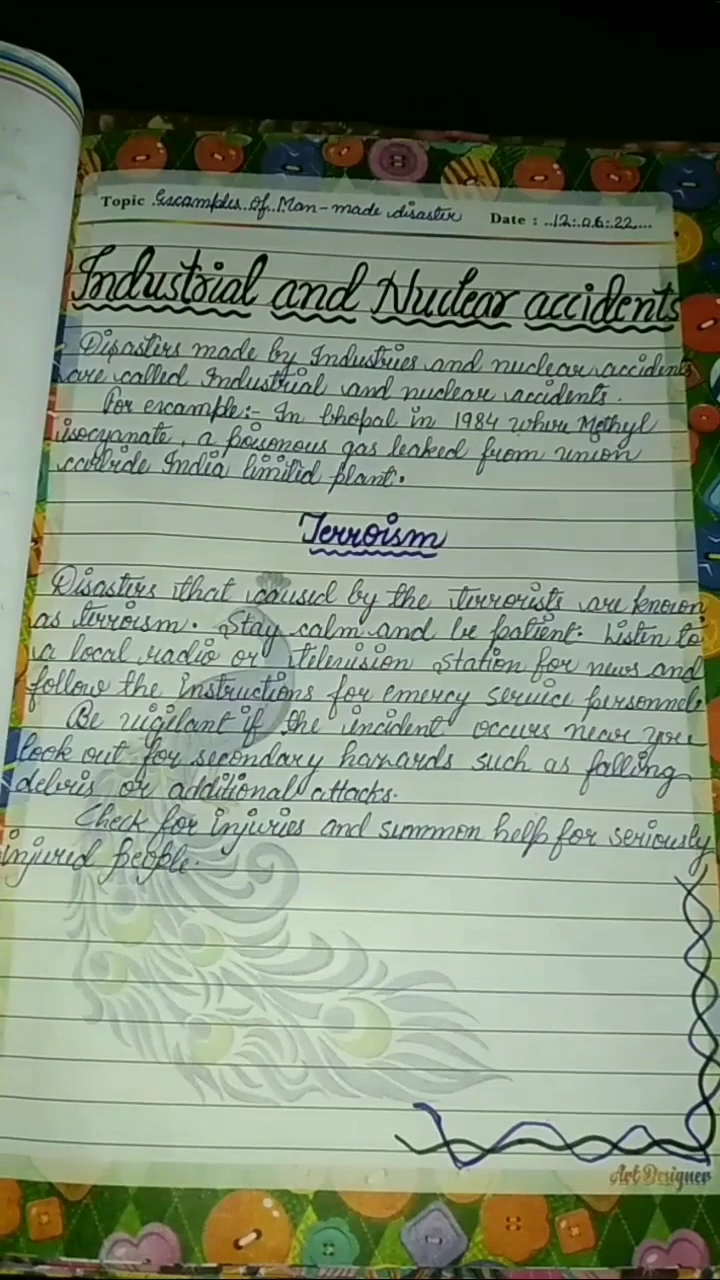 Topic Examples of Man-made disaster Date: 12.06.22
Industrial and Nuclear accidents
Disasters made by Industries and nuclear accidents
are called Industrial and nuclear accidents.
For example:- In bhopal in 1984 where Methyl
isocyanate, a poisonous gas leaked from union
carbide India limitid plant.
Terroism
Disasters that caused by the terrorists are known
as terroism. Stay calm and be patient. Listen to
a local radio or television station for news and
follow the instructions for emercy service personnel.
Be vigilant if the incident occurs near you
look out for secondary hazards such as falling
debris or additional attacks.
Check for injuries and summon help for seriously
injured people.
Art Designer